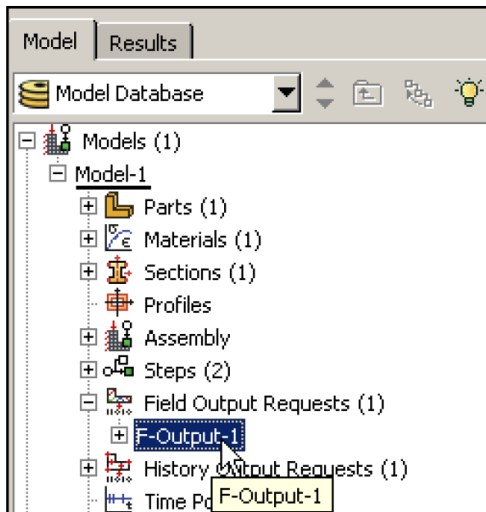 Model Results
Model Database
Models (1)
Model-1
Parts (1)
Materials (1)
Sections (1)
Profiles
Assembly
Steps (2)
Field Output Requests (1)
F-Output-1
History Output Requests (1)
Time F-Output-1